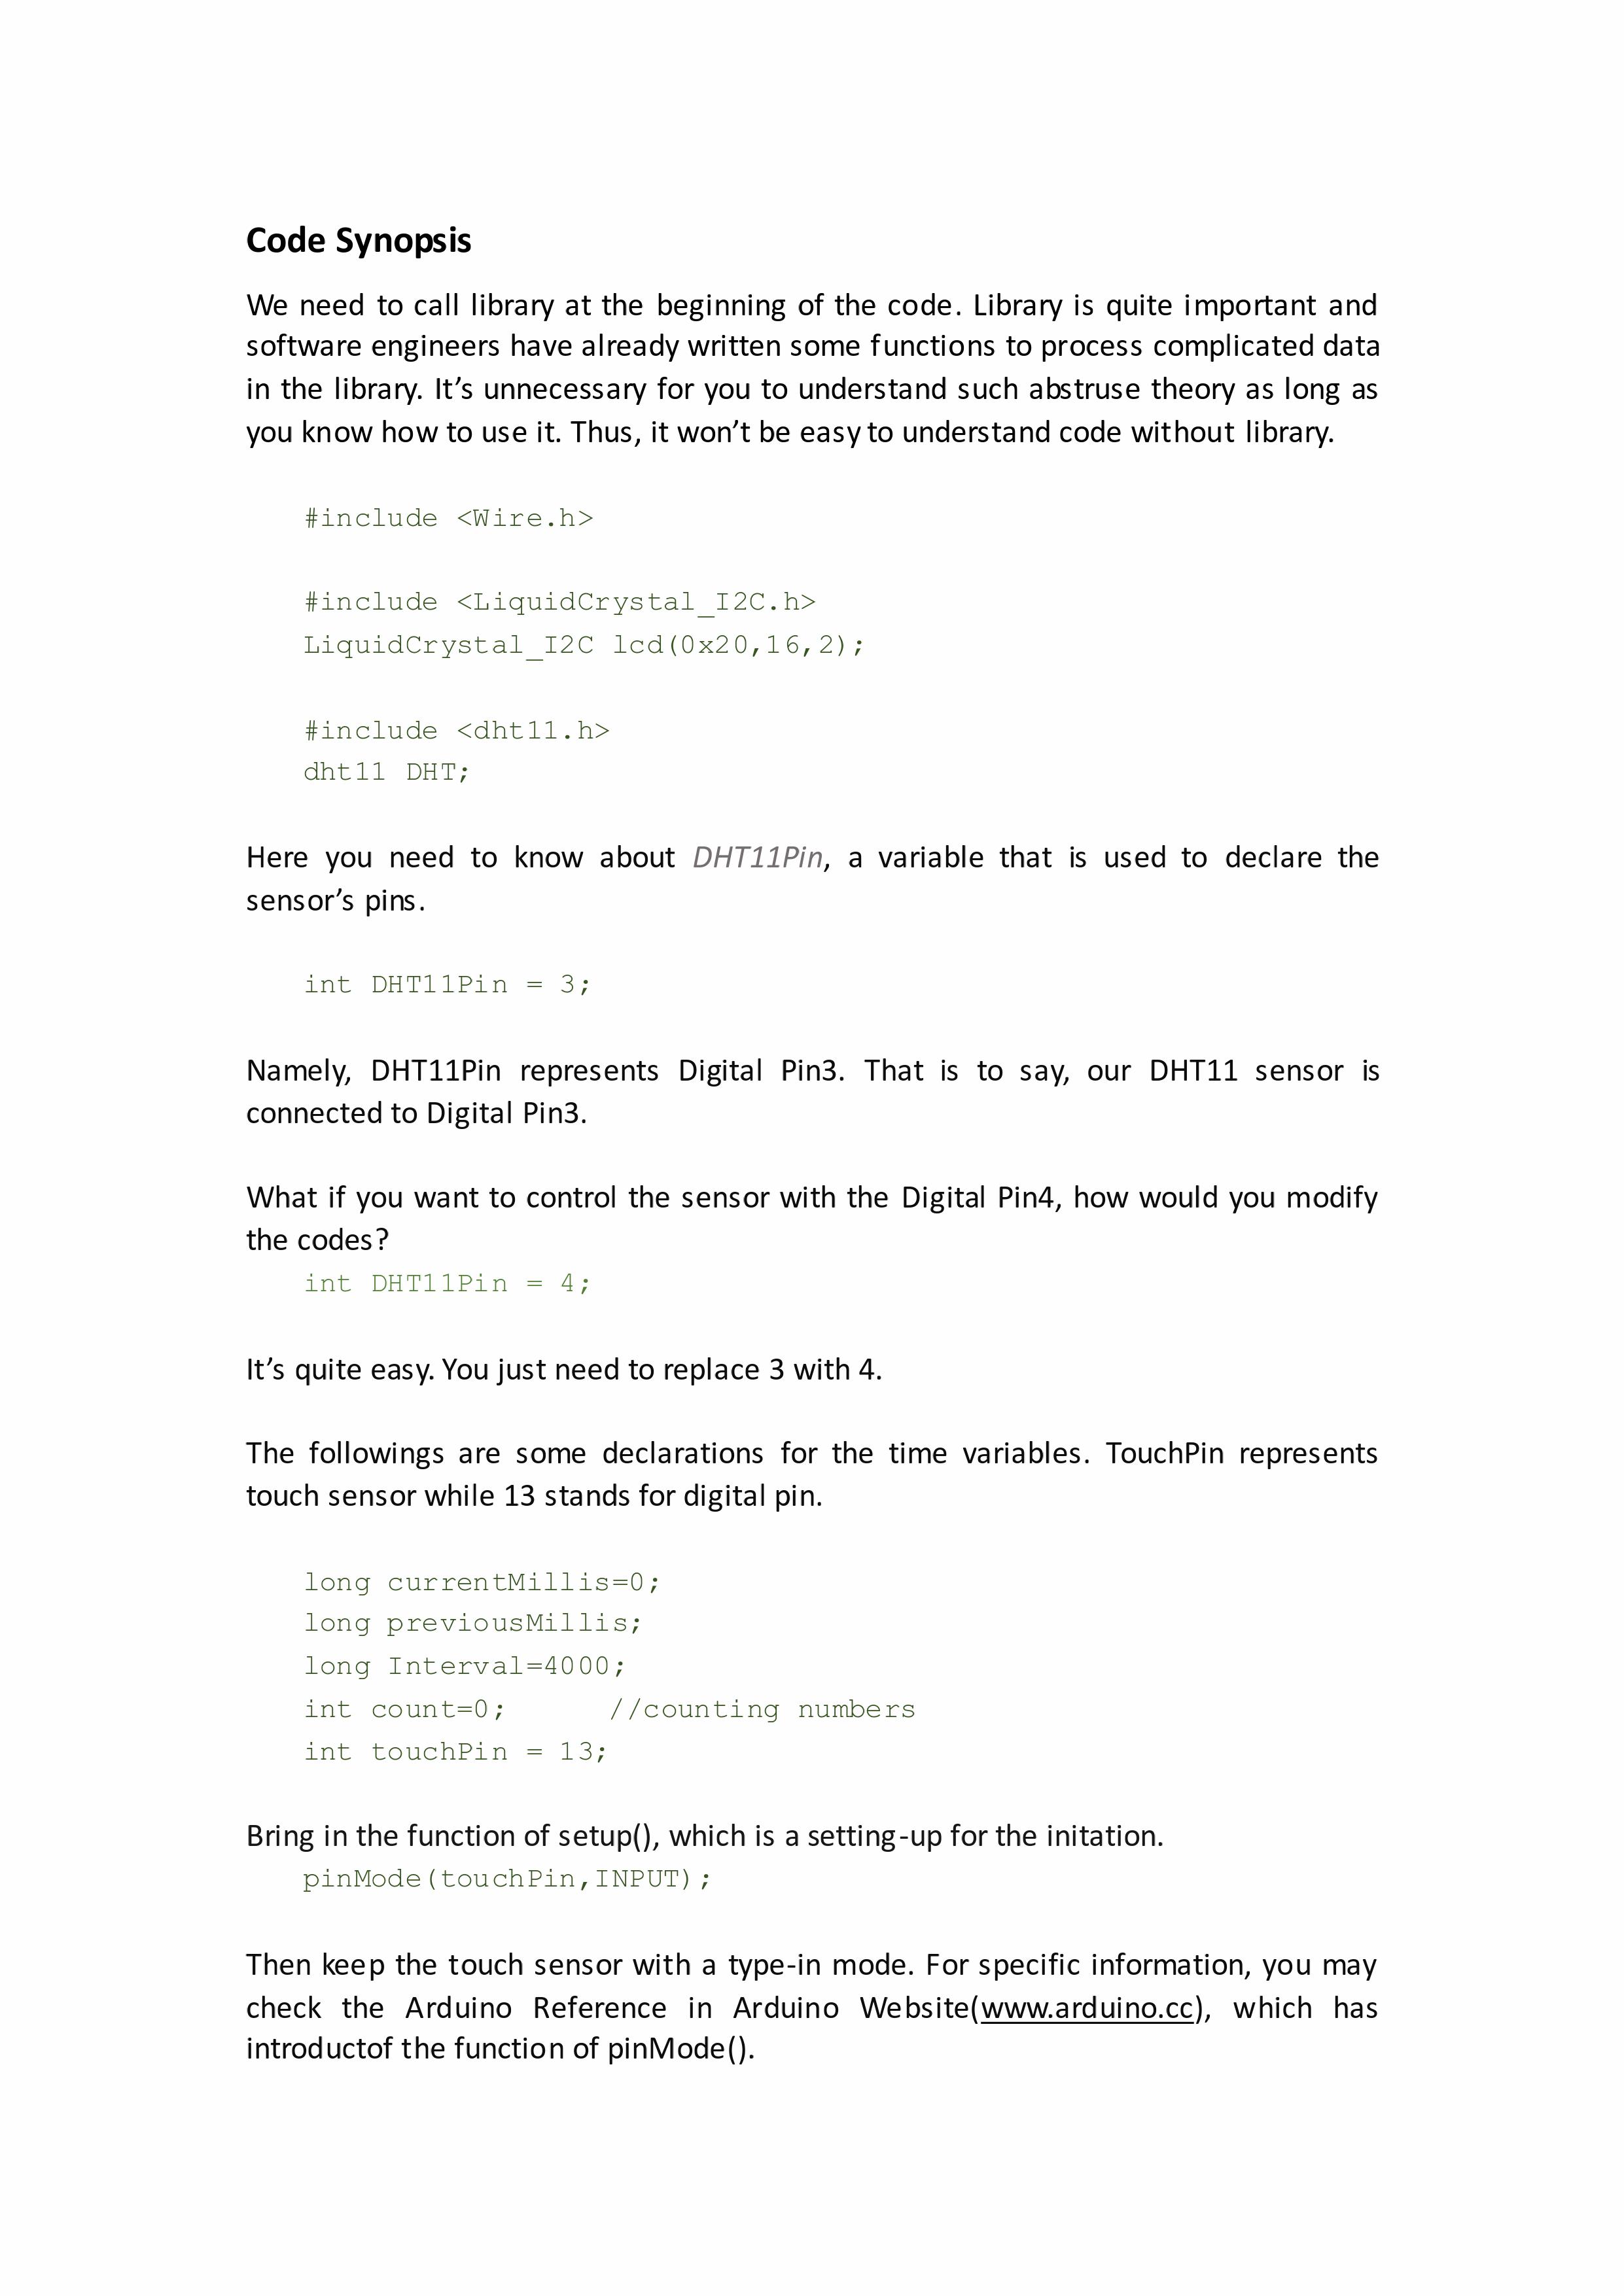 Code Synopsis
We need to call library at the beginning of the code. Library is quite important and
software engineers have already written some functions to process complicated data
in the library. It’s unnecessary for you to understand such abstruse theory as long as
you know how to use it. Thus, it won’t be easy to understand code without library.
#include <Wire.h>
#include <LiquidCrystal_I2C.h>
LiquidCrystal_I2C lcd(0x20,16,2);
#include <dht11.h>
dht11 DHT;
Here you need to know about DHT11Pin, a variable that is used to declare the
sensor’s pins.
int DHT11Pin = 3;
Namely, DHT11Pin represents Digital Pin3. That is to say, our DHT11 sensor is
connected to Digital Pin3.
What if you want to control the sensor with the Digital Pin4, how would you modify
the codes?
int DHT11Pin = 4;
It’s quite easy. You just need to replace 3 with 4.
The followings are some declarations for the time variables. TouchPin represents
touch sensor while 13 stands for digital pin.
long currentMillis=0;
long previousMillis;
long Interval=4000;
int count=0; //counting numbers
int touchPin = 13;
Bring in the function of setup(), which is a setting-up for the initation.
pinMode(touchPin,INPUT);
Then keep the touch sensor with a type-in mode. For specific information, you may
check the Arduino Reference in Arduino Website(www.arduino.cc), which has
introductof the function of pinMode().